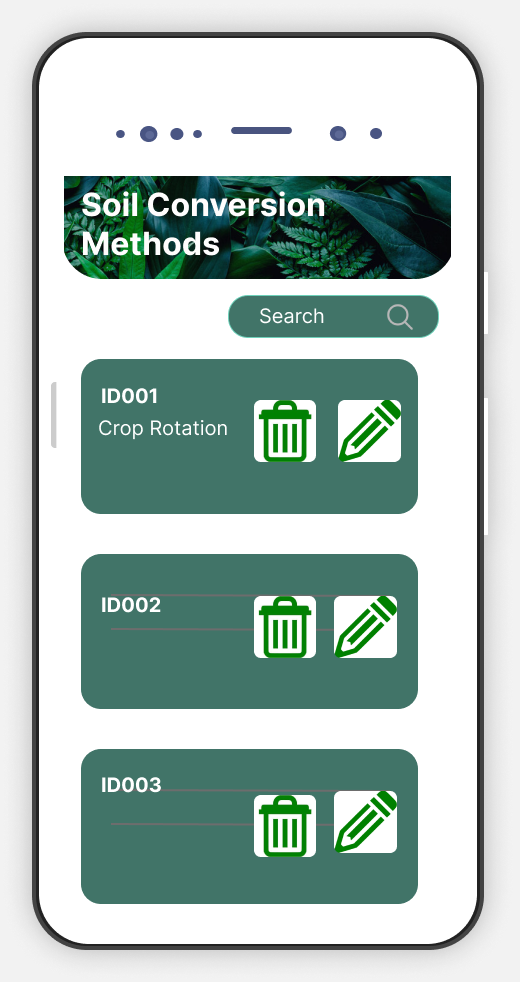 Soil Conversion
Methods
Search
ID001
Crop Rotation
ID002
ID003